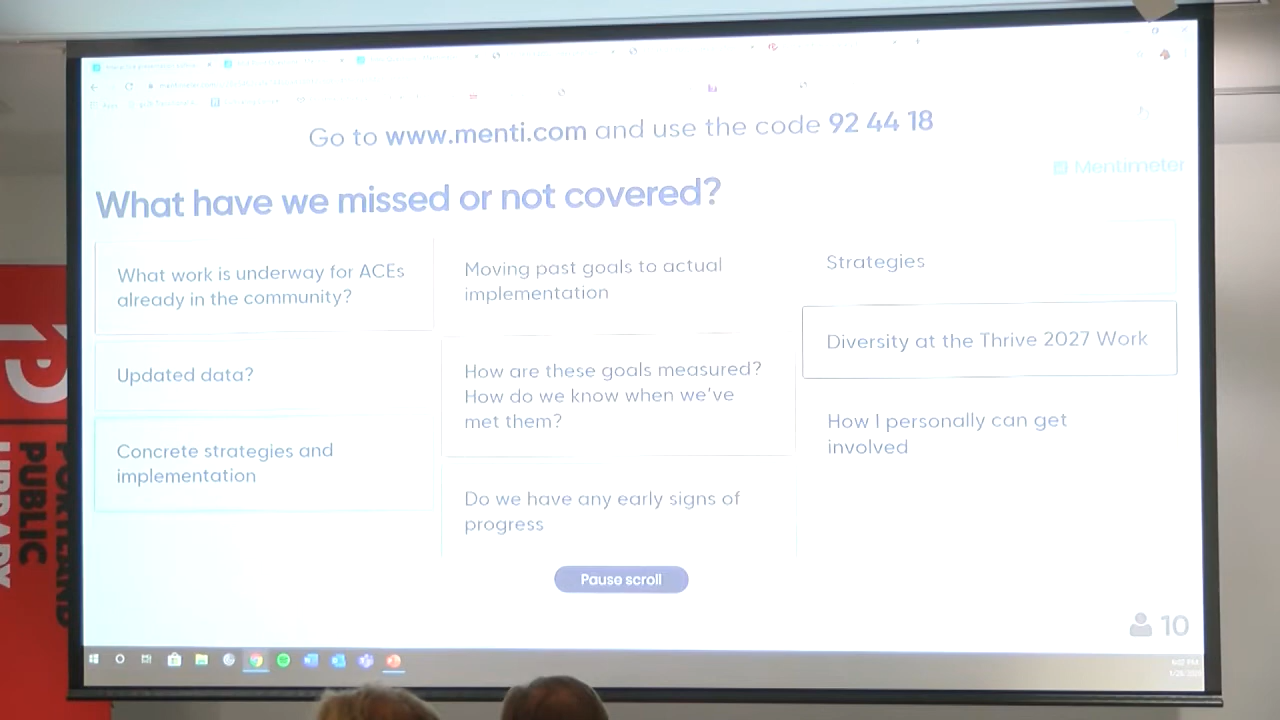 Go to www.menti.com and use the code 92 44 18
Mentimeter
What have we missed or not covered?
What work is underway for ACEs
already in the community?
Updated data?
Concrete strategies and
implementation
Moving past goals to actual
implementation
How are these goals measured?
How do we know when we've
met them?
Do we have any early signs of
progress
Strategies
Diversity at the Thrive 2027 Work
How I personally can get
involved
Pause scroll
10
PORTLAND
PUBLIC
LIBRARY